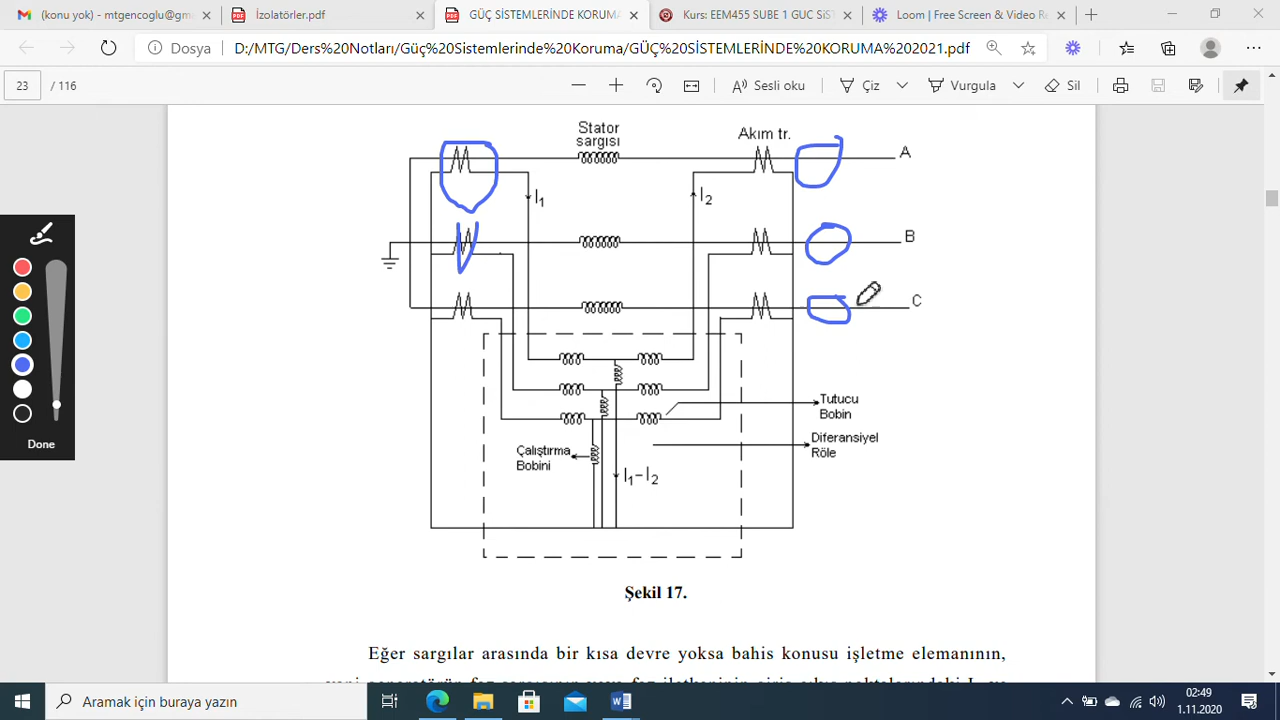 (konu yok) - mtgencoglu@gm
İzolatörler.pdf
GÜÇ SİSTEMLERİNDE KORUM
Kurs: EEM455 SUBE 1 GUC SİS
Loom | Free Screen & Video Re
Dosya
D:/MTG/Ders%20Notları/Güç%20Sistemlerinde%20Koruma/GÜÇ%20SİSTEMLERİNDE%20KORUMA%202021.pdf
23 / 116
Sesli oku
Çiz
Vurgula
Sil
Stator
sargısı
Akım tr.
A
I1
I2
B
C
Tutucu
Bobin
Diferansiyel
Röle
Çalıştırma
Bobini
I1-I2
Done
Şekil 17.
Eğer sargılar arasında bir kısa devre yoksa bahis konusu işletme elemanının,
Aramak için buraya yazın
02:49
1.11.2020